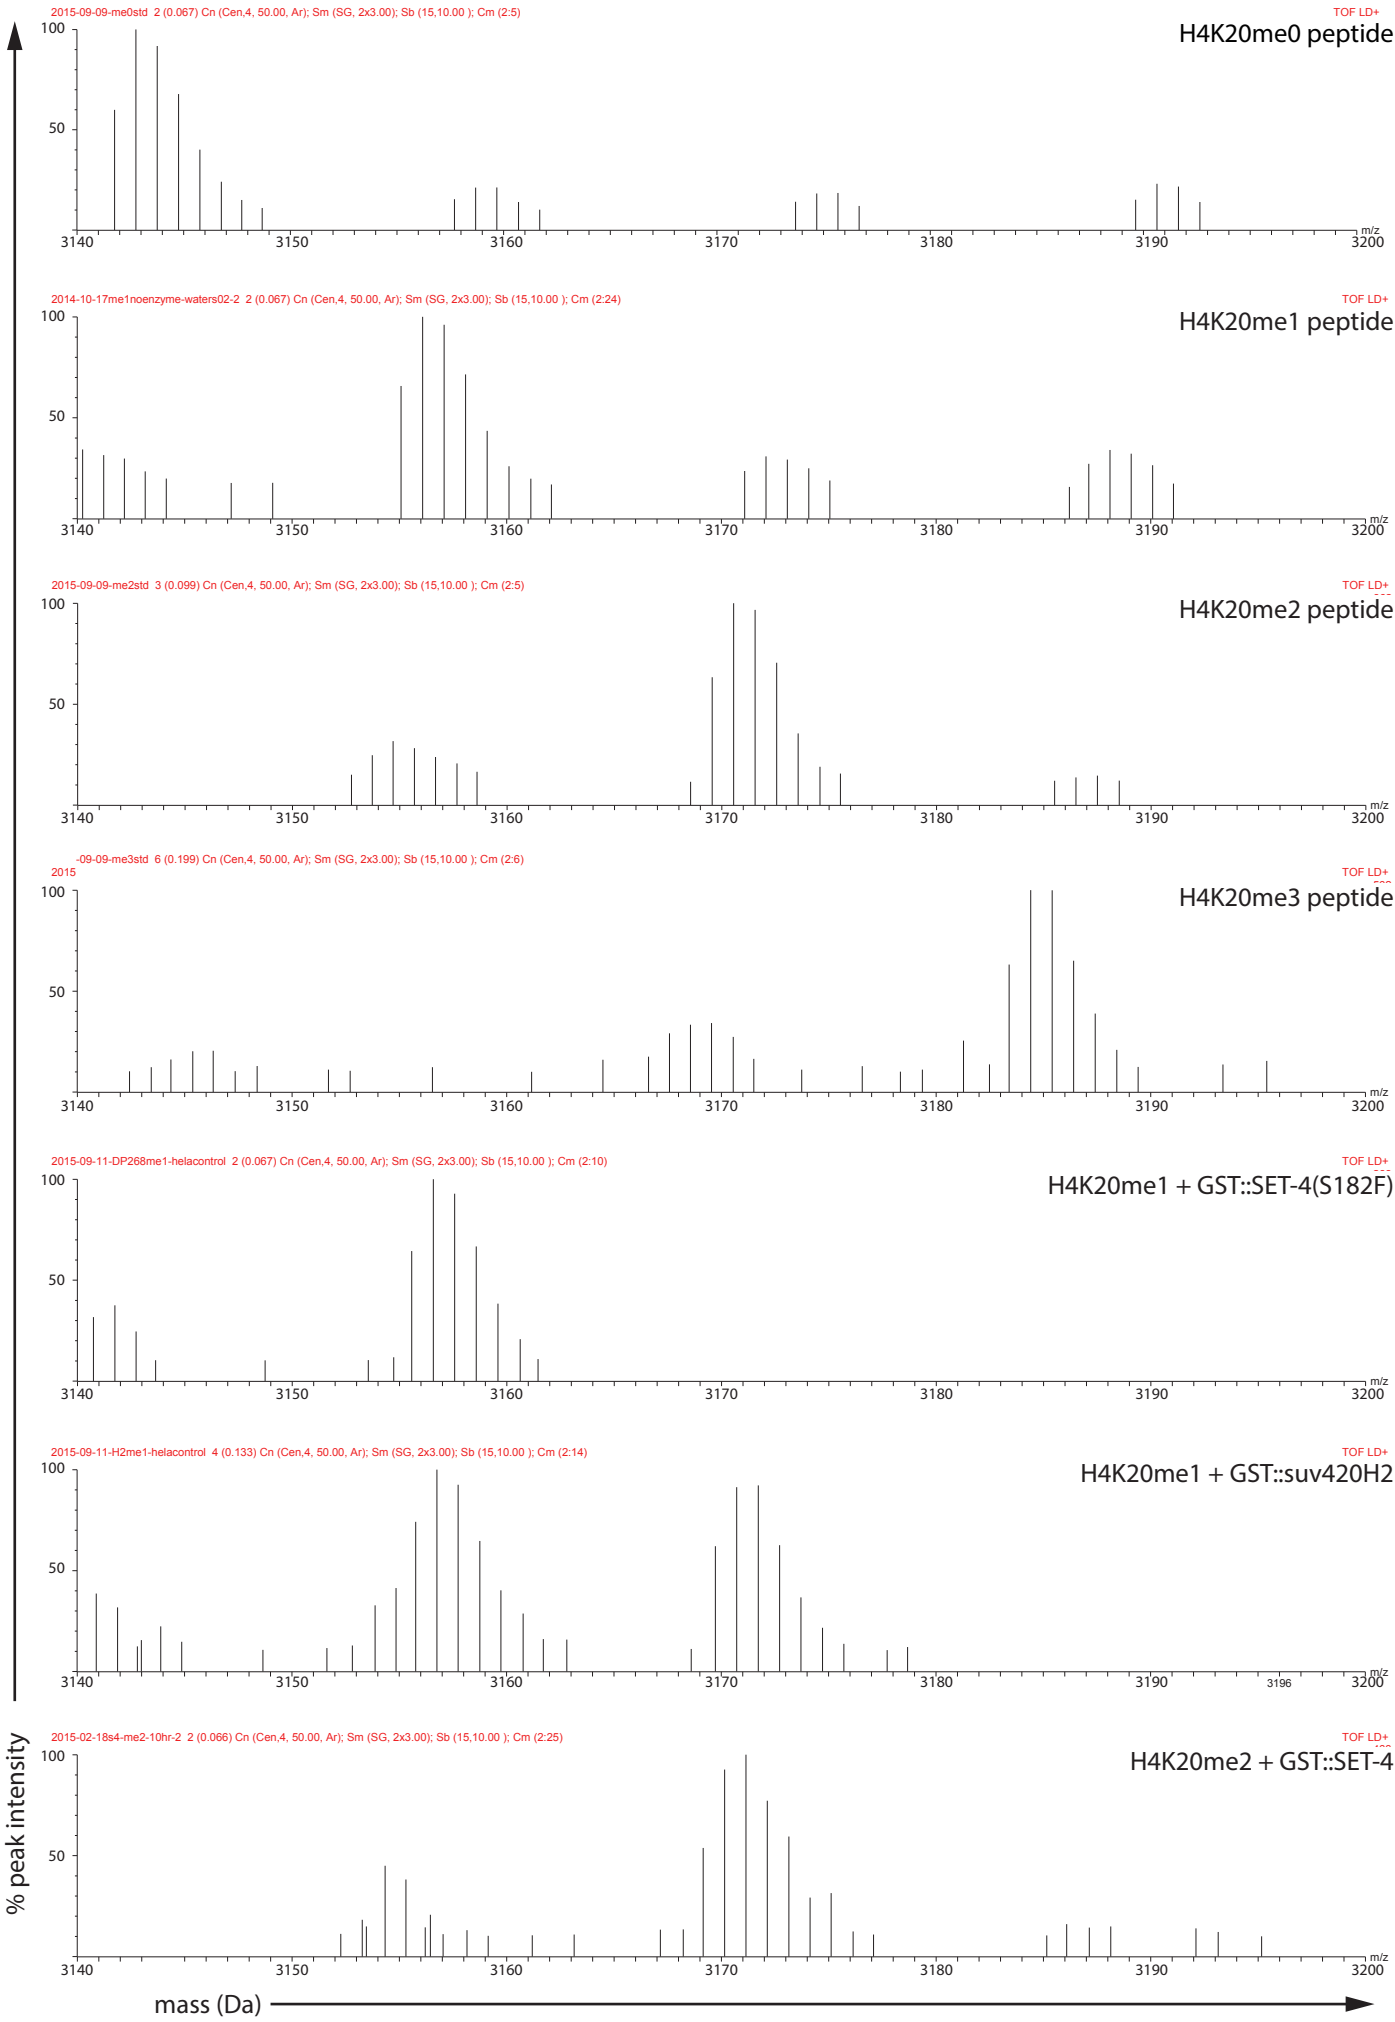 2015-09-09-me0std 2 (0.067) Cn (Cen,4, 50.00, Ar); Sm (SG, 2x3.00); Sb (15,10.00 ); Cm (2:5)
TOF LD+
H4K20me0 peptide
100
50
3140 3150 3160 3170 3180 3190 3200
m/z
2014-10-17me1noenzyme-waters02-2 2 (0.067) Cn (Cen,4, 50.00, Ar); Sm (SG, 2x3.00); Sb (15,10.00 ); Cm (2:24)
TOF LD+
H4K20me1 peptide
100
50
3140 3150 3160 3170 3180 3190 3200
m/z
2015-09-09-me2std 3 (0.099) Cn (Cen,4, 50.00, Ar); Sm (SG, 2x3.00); Sb (15,10.00 ); Cm (2:5)
TOF LD+
H4K20me2 peptide
100
50
3140 3150 3160 3170 3180 3190 3200
m/z
-09-09-me3std 6 (0.199) Cn (Cen,4, 50.00, Ar); Sm (SG, 2x3.00); Sb (15,10.00 ); Cm (2:6)
2015
TOF LD+
H4K20me3 peptide
100
50
3140 3150 3160 3170 3180 3190 3200
m/z
2015-09-11-DP268me1-helacontrol 2 (0.067) Cn (Cen,4, 50.00, Ar); Sm (SG, 2x3.00); Sb (15,10.00 ); Cm (2:10)
TOF LD+
H4K20me1 + GST::SET-4(S182F)
100
50
3140 3150 3160 3170 3180 3190 3200
m/z
2015-09-11-H2me1-helacontrol 4 (0.133) Cn (Cen,4, 50.00, Ar); Sm (SG, 2x3.00); Sb (15,10.00 ); Cm (2:14)
TOF LD+
H4K20me1 + GST::suv420H2
100
50
3140 3150 3160 3170 3180 3190 3196 3200
m/z
2015-02-18s4-me2-10hr-2 2 (0.066) Cn (Cen,4, 50.00, Ar); Sm (SG, 2x3.00); Sb (15,10.00 ); Cm (2:25)
TOF LD+
H4K20me2 + GST::SET-4
100
50
3140 3150 3160 3170 3180 3190 3200
m/z
% peak intensity
mass (Da)